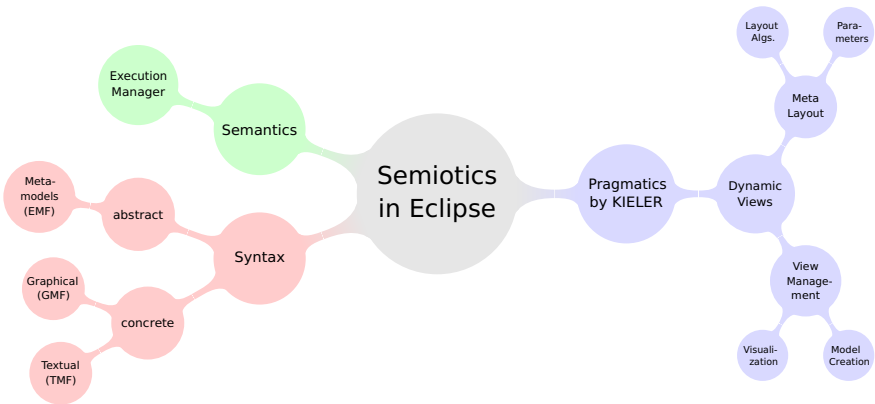 Semiotics
in Eclipse
Semantics
Execution
Manager
Syntax
abstract
Meta-
models
(EMF)
concrete
Graphical
(GMF)
Textual
(TMF)
Pragmatics
by KIELER
Dynamic
Views
Meta
Layout
Layout
Algs.
Para-
meters
View
Manage-
ment
Visuali-
zation
Model
Creation